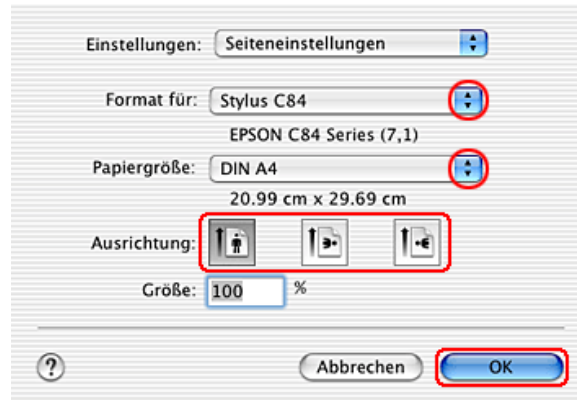 Einstellungen: Seiteneinstellungen
Format für: Stylus C84
EPSON C84 Series (7,1)
Papiergröße: DIN A4
20.99 cm x 29.69 cm
Ausrichtung:
Größe: 100 %
? Abbrechen OK